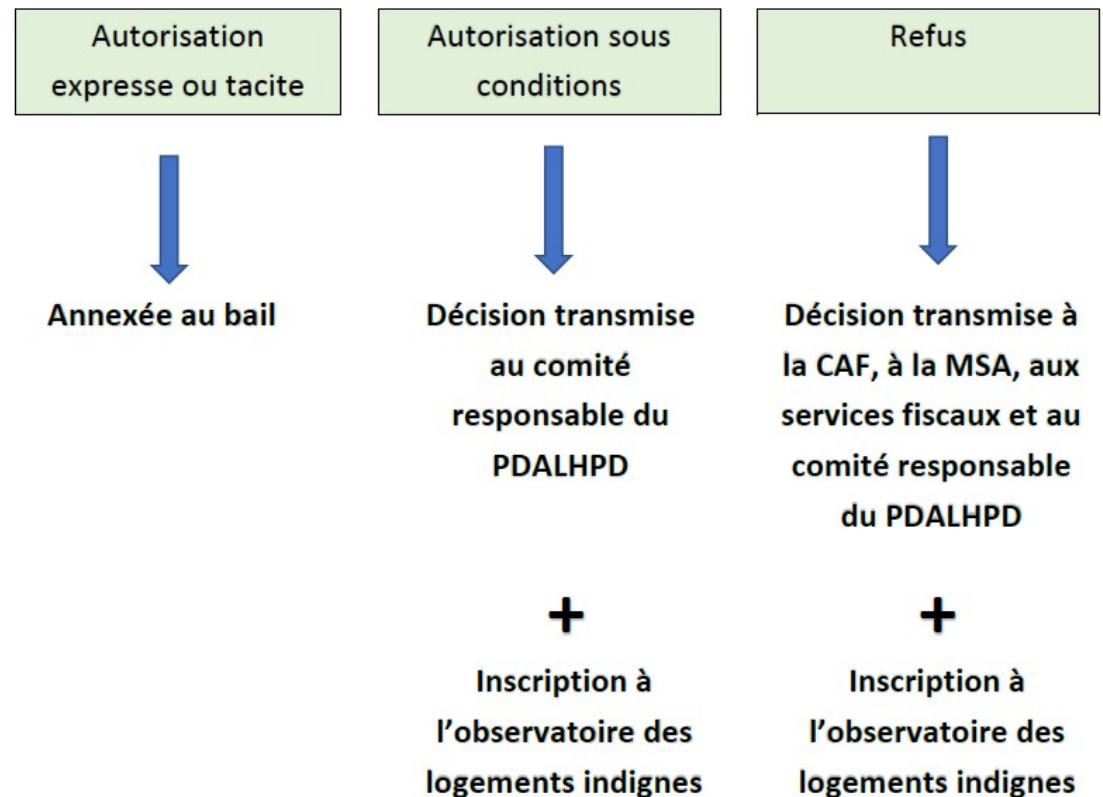 Autorisation
expresse ou tacite
Autorisation sous
conditions
Refus
Annexée au bail
Décision transmise
au comité
responsable du
PDALHPD
Décision transmise à
la CAF, à la MSA, aux
services fiscaux et au
comité responsable
du PDALHPD
+
+
Inscription à
l’observatoire des
logements indignes
Inscription à
l’observatoire des
logements indignes